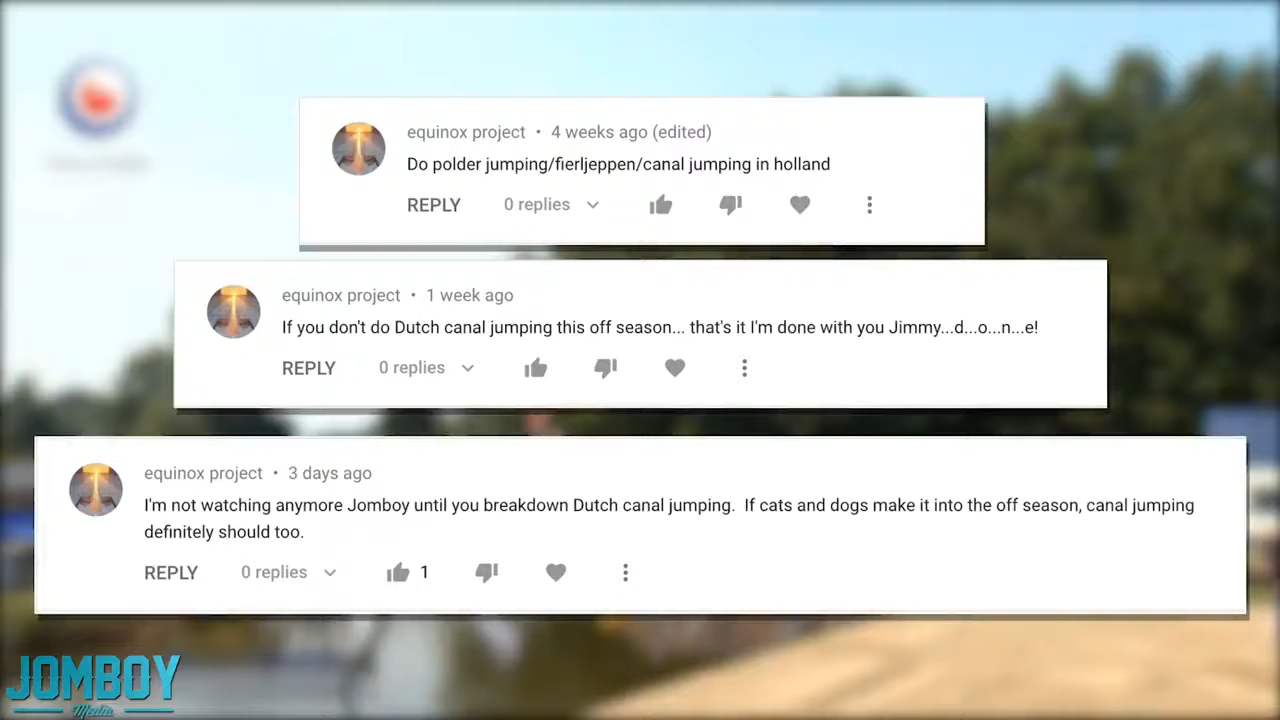 equinox project • 4 weeks ago (edited)
Do polder jumping/fierljeppen/canal jumping in holland
REPLY 0 replies
equinox project • 1 week ago
If you don't do Dutch canal jumping this off season... that's it I'm done with you Jimmy...d...o...n...e!
REPLY 0 replies
equinox project • 3 days ago
I'm not watching anymore Jomboy until you breakdown Dutch canal jumping.  If cats and dogs make it into the off season, canal jumping
definitely should too.
REPLY 0 replies 1
JOMBOY
Media